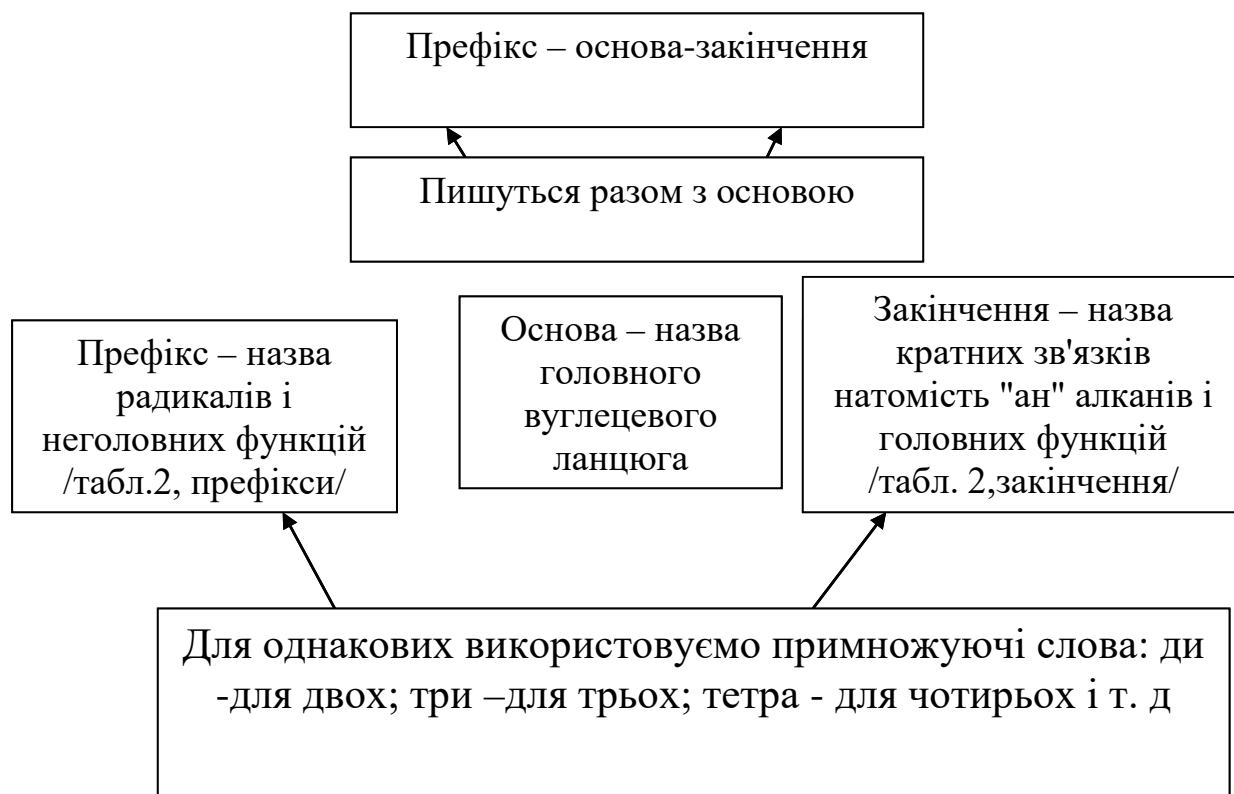 Префікс – основа-закінчення
Пишуться разом з основою
Префікс – назва
радикалів і
неголовних функцій
/табл.2, префікси/
Основа – назва
головного
вуглецевого
ланцюга
Закінчення – назва
кратних зв'язків
натомість "ан" алканів і
головних функцій
/табл. 2,закінчення/
Для однакових використовуємо примножуючі слова: ди
-для двох; три –для трьох; тетра - для чотирьох і т. д